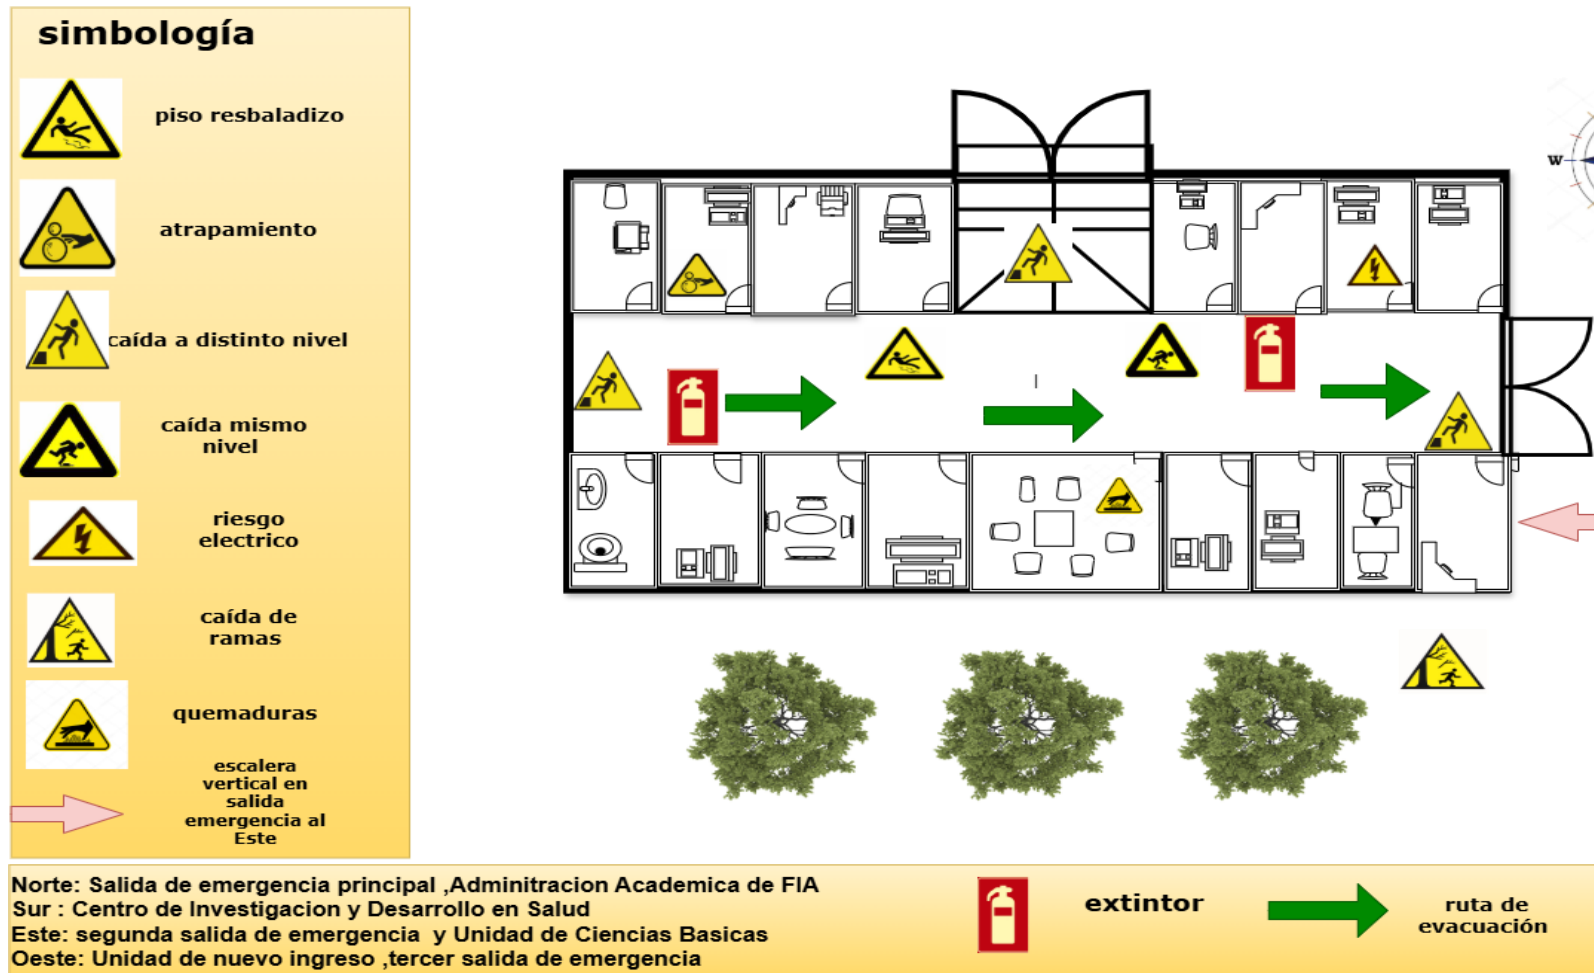 simbología
piso resbaladizo
atrapamiento
caída a distinto nivel
caída mismo
nivel
riesgo
electrico
caída de
ramas
quemaduras
escalera
vertical en
salida
emergencia al
Este
W
Norte: Salida de emergencia principal ,Adminitracion Academica de FIA
Sur : Centro de Investigacion y Desarrollo en Salud
Este: segunda salida de emergencia y Unidad de Ciencias Basicas
Oeste: Unidad de nuevo ingreso ,tercer salida de emergencia
extintor
ruta de
evacuación